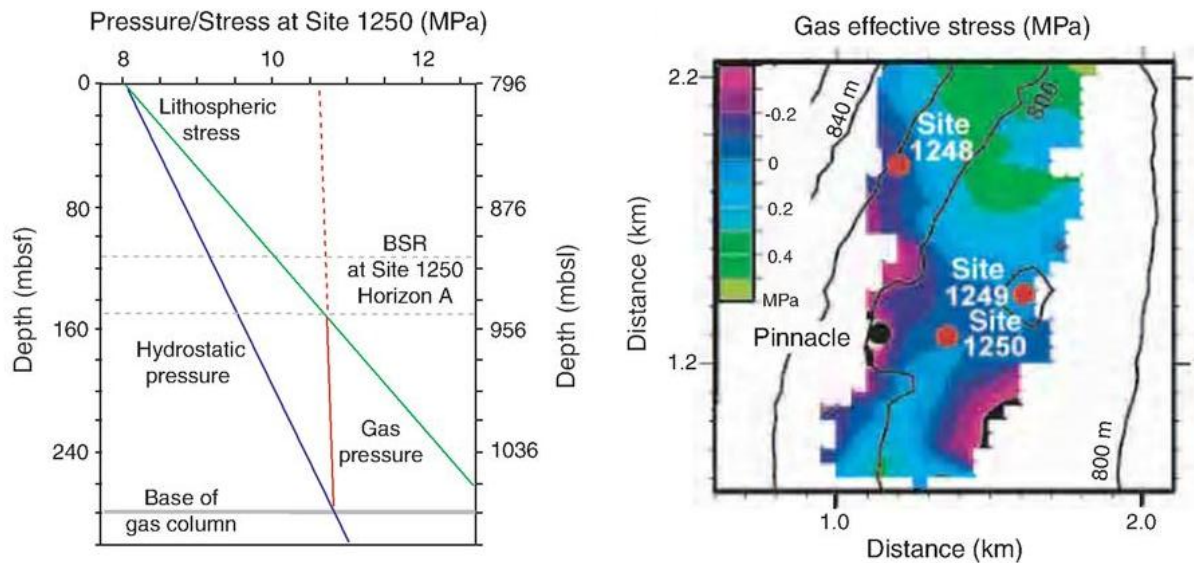 Pressure/Stress at Site 1250 (MPa)
8 10 12
0
80
160
240
Depth (mbsf)
796
876
956
1036
Depth (mbsl)
Lithospheric
stress
BSR
at Site 1250
Horizon A
Hydrostatic
pressure
Gas
pressure
Base of
gas column
Gas effective stress (MPa)
2.2
1.2
Distance (km)
-0.2
0
0.2
0.4
MPa
840 m
800
Site
1248
Site
1249
Site
1250
Pinnacle
800 m
1.0 2.0
Distance (km)